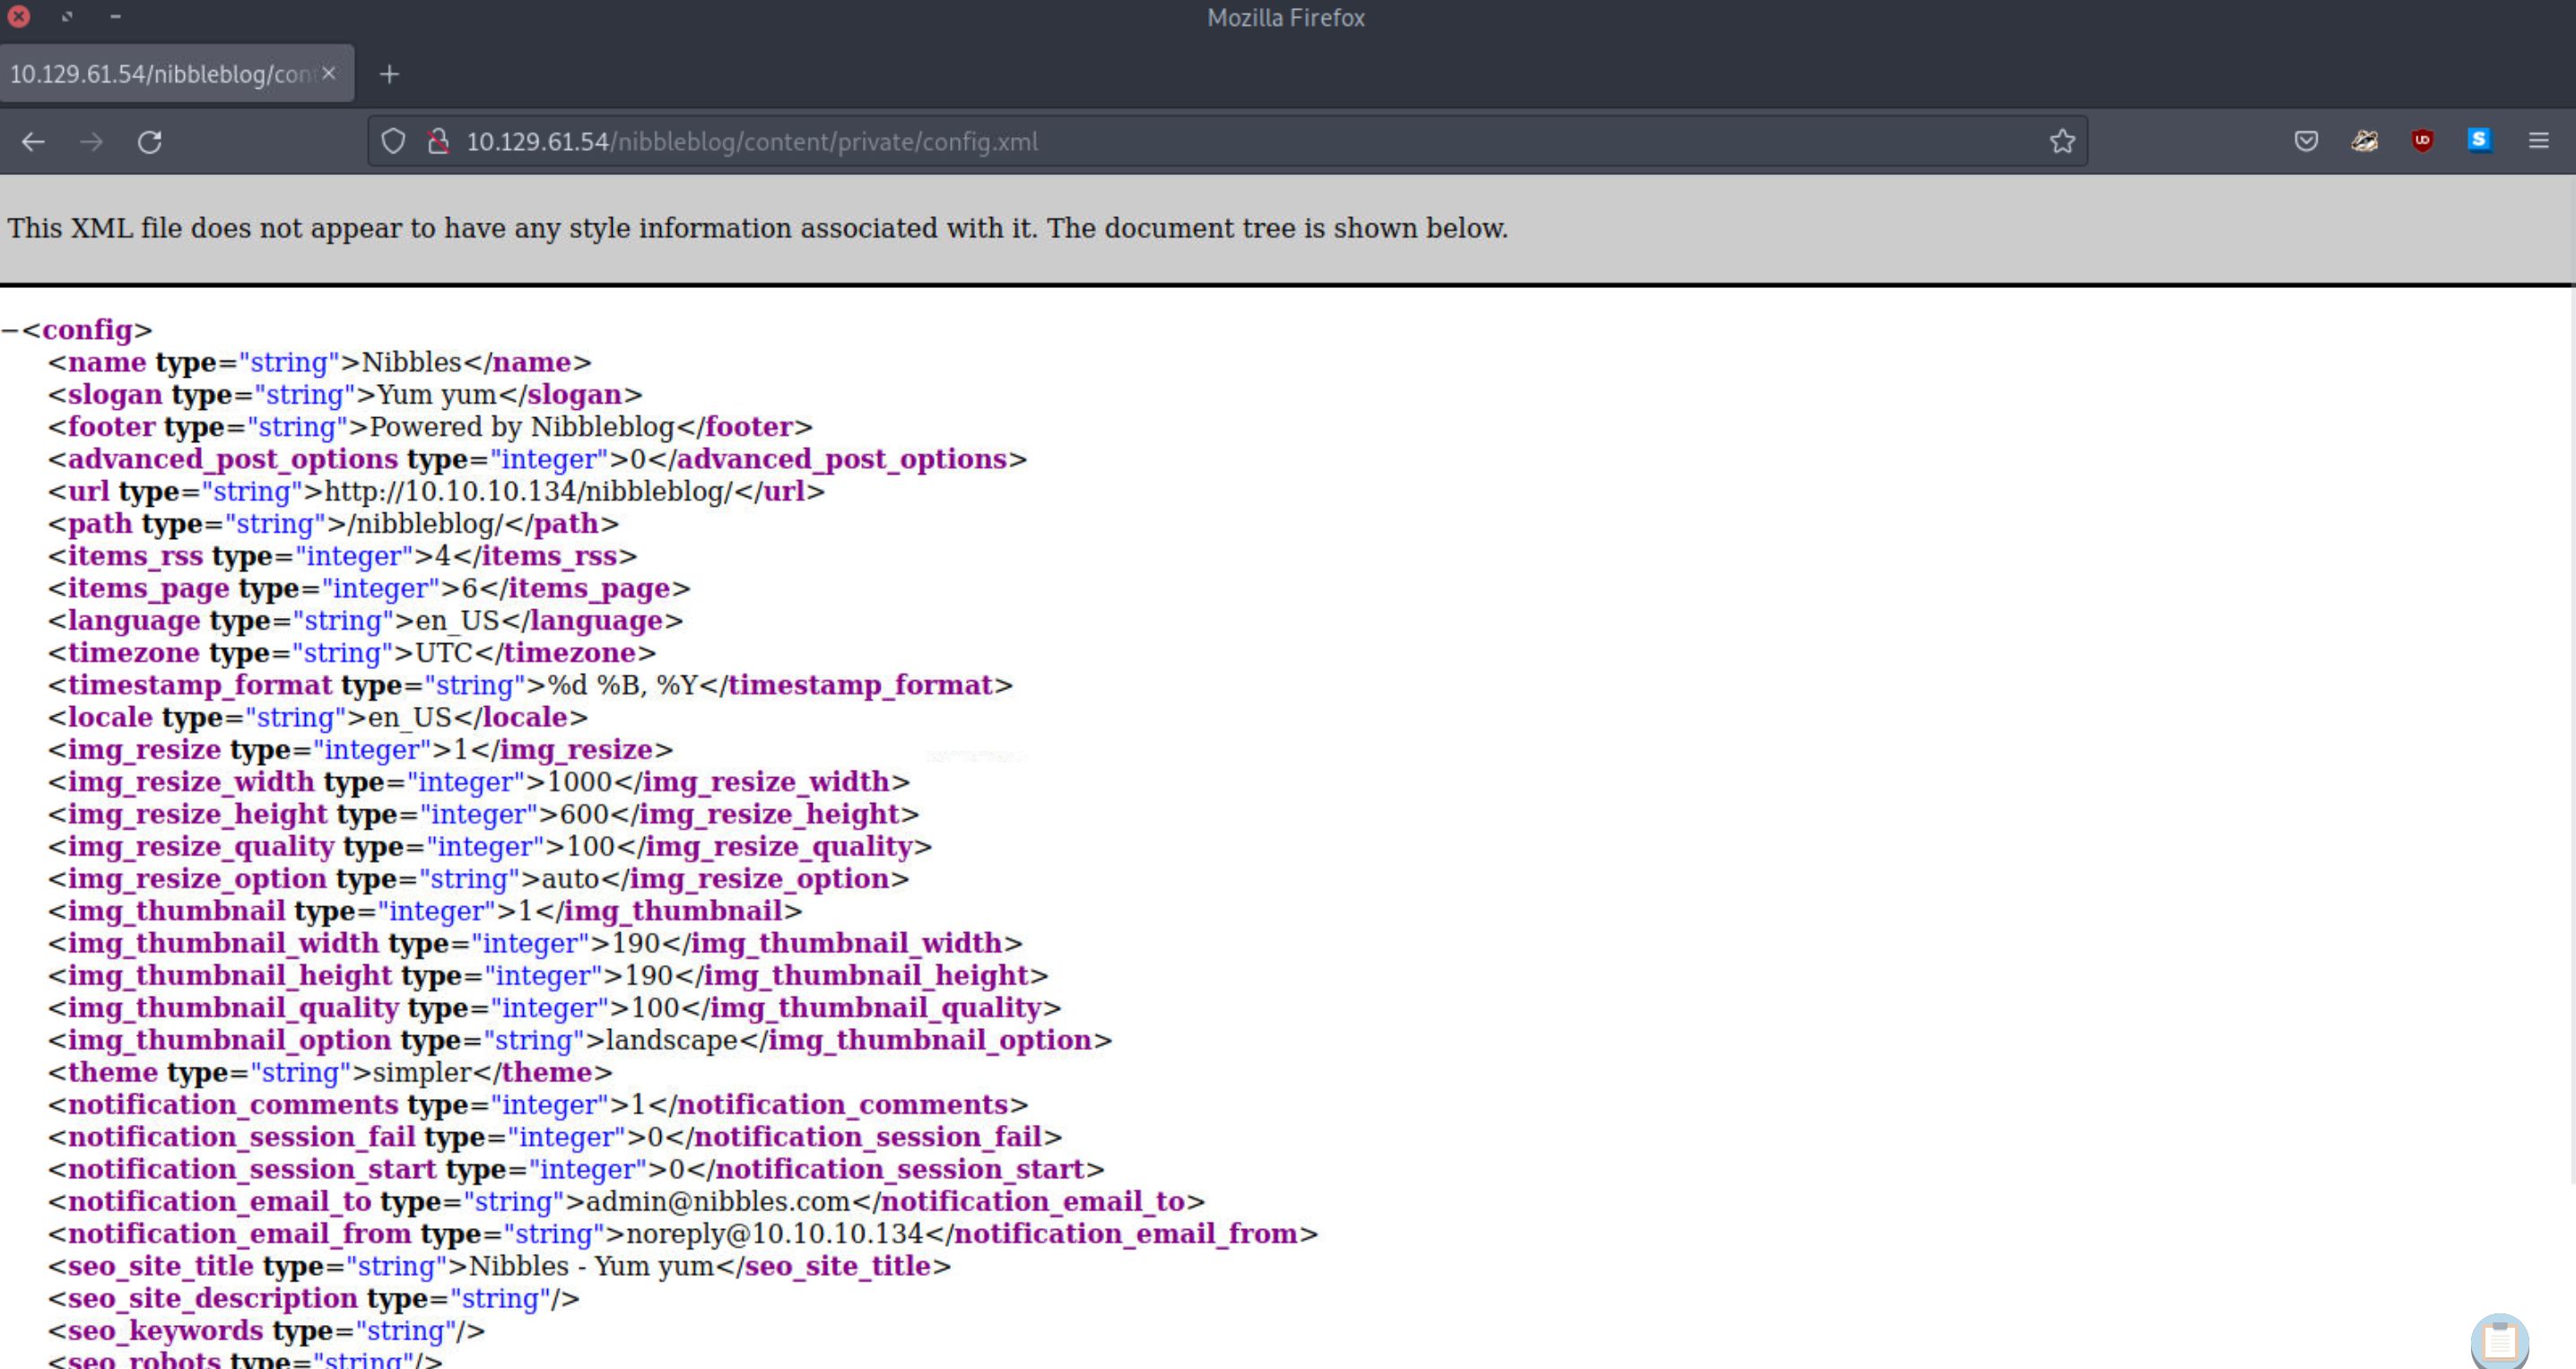 Mozilla Firefox
10.129.61.54/nibbleblog/cont
10.129.61.54/nibbleblog/content/private/config.xml
This XML file does not appear to have any style information associated with it. The document tree is shown below.
−<config>
<name type="string">Nibbles</name>
<slogan type="string">Yum yum</slogan>
<footer type="string">Powered by Nibbleblog</footer>
<advanced_post_options type="integer">0</advanced_post_options>
<url type="string">http://10.10.10.134/nibbleblog/</url>
<path type="string">/nibbleblog/</path>
<items_rss type="integer">4</items_rss>
<items_page type="integer">6</items_page>
<language type="string">en_US</language>
<timezone type="string">UTC</timezone>
<timestamp_format type="string">%d %B, %Y</timestamp_format>
<locale type="string">en_US</locale>
<img_resize type="integer">1</img_resize>
<img_resize_width type="integer">1000</img_resize_width>
<img_resize_height type="integer">600</img_resize_height>
<img_resize_quality type="integer">100</img_resize_quality>
<img_resize_option type="string">auto</img_resize_option>
<img_thumbnail type="integer">1</img_thumbnail>
<img_thumbnail_width type="integer">190</img_thumbnail_width>
<img_thumbnail_height type="integer">190</img_thumbnail_height>
<img_thumbnail_quality type="integer">100</img_thumbnail_quality>
<img_thumbnail_option type="string">landscape</img_thumbnail_option>
<theme type="string">simpler</theme>
<notification_comments type="integer">1</notification_comments>
<notification_session_fail type="integer">0</notification_session_fail>
<notification_session_start type="integer">0</notification_session_start>
<notification_email_to type="string">admin@nibbles.com</notification_email_to>
<notification_email_from type="string">noreply@10.10.10.134</notification_email_from>
<seo_site_title type="string">Nibbles - Yum yum</seo_site_title>
<seo_site_description type="string"/>
<seo_keywords type="string"/>
<seo_robots type="string"/>